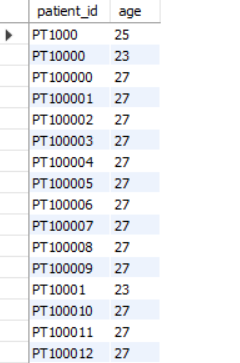 patient_id age
PT1000 25
PT10000 23
PT100000 27
PT100001 27
PT100002 27
PT100003 27
PT100004 27
PT100005 27
PT100006 27
PT100007 27
PT100008 27
PT100009 27
PT10001 23
PT100010 27
PT100011 27
PT100012 27